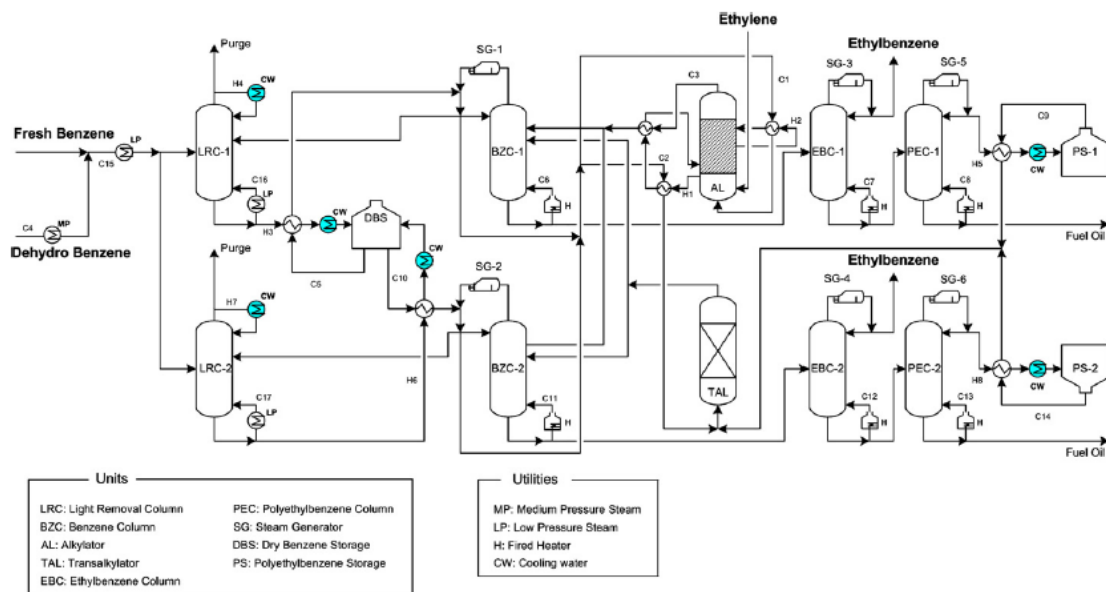 Ethylene
Purge
SG-1
Ethylbenzene
SG-3
SG-5
H4
CW
C3
C1
C9
H2
Fresh Benzene
LP
C15
LRC-1
BZC-1
C2
EBC-1
PEC-1
H5
CW
PS-1
C16
LP
C6
H
H1
AL
C7
H
C8
H
C4
MP
Dehydro Benzene
H3
CW
DBS
Fuel Oil
Purge
CW
Ethylbenzene
C5
C10
SG-2
SG-4
SG-6
H7
CW
LRC-2
BZC-2
TAL
EBC-2
PEC-2
H8
CW
PS-2
H6
C17
LP
C11
H
C12
H
C13
H
C14
Fuel Oil
Units
LRC: Light Removal Column
BZC: Benzene Column
AL: Alkylator
TAL: Transalkylator
EBC: Ethylbenzene Column
PEC: Polyethylbenzene Column
SG: Steam Generator
DBS: Dry Benzene Storage
PS: Polyethylbenzene Storage
Utilities
MP: Medium Pressure Steam
LP: Low Pressure Steam
H: Fired Heater
CW: Cooling water